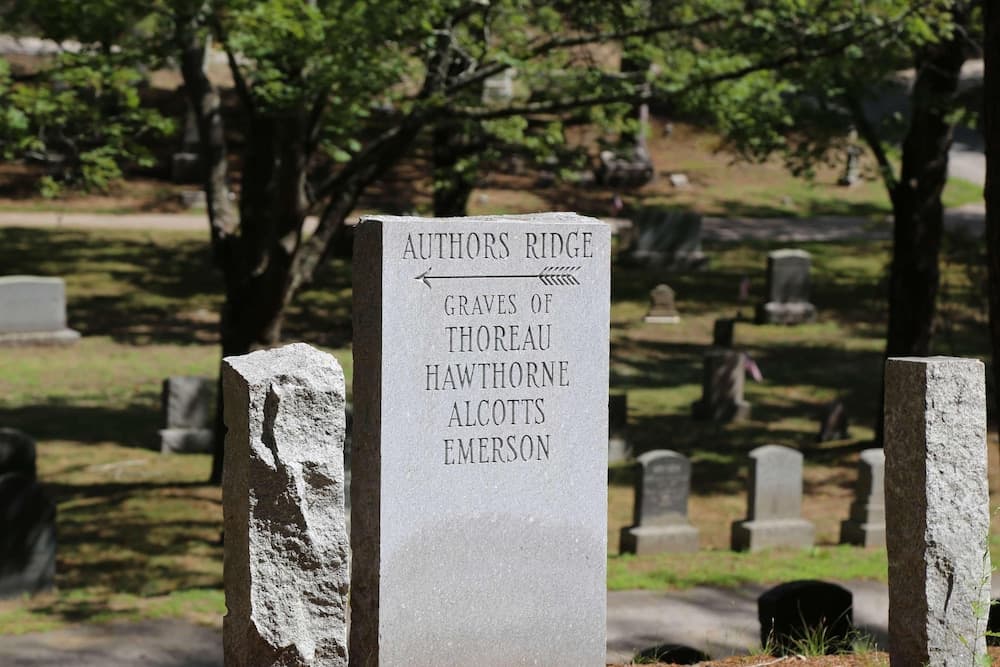 AUTHORS RIDGE
GRAVES OF
THOREAU
HAWTHORNE
ALCOTTS
EMERSON